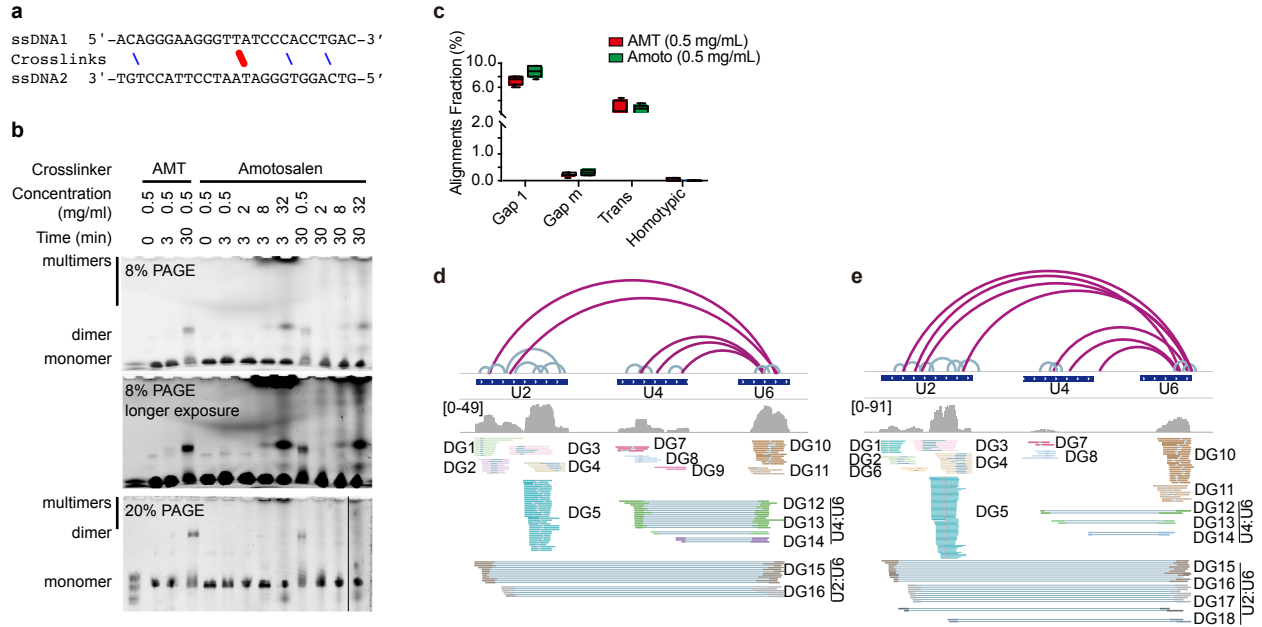 a
ssDNA1 5'-ACAGGGAAGGGTTATCCCACCTGAC-3’
Crosslinks
ssDNA2 3'-TGTCCATTCCTAATAGGGTGGACTG-5’
b
Crosslinker AMT Amotosalen
Concentration (mg/ml) 0.5 0.5 0.5 0.5 0.5 2 8 32 0.5 2 8 32
Time (min) 0 3 30 0 3 3 3 3 30 30 30 30
multimers
8% PAGE
dimer
monomer
8% PAGE
longer exposure
multimers
20% PAGE
dimer
monomer
c
Alignments Fraction (%)
10.0
6.0
2.0
1.0
0.0
AMT (0.5 mg/mL)
Amoto (0.5 mg/mL)
Gap 1
Gap m
Trans
Homotypic
d
U2 U4 U6
[0-49]
DG1 DG3 DG7 DG10
DG2 DG4 DG8 DG11
DG9
DG5
DG12
DG13
DG14
U4:U6
DG15
DG16
U2:U6
e
U2 U4 U6
[0-91]
DG1 DG3 DG7 DG10
DG2 DG4 DG8
DG6
DG11
DG5
DG12
DG13
DG14
U4:U6
DG15
DG16
DG17
DG18
U2:U6